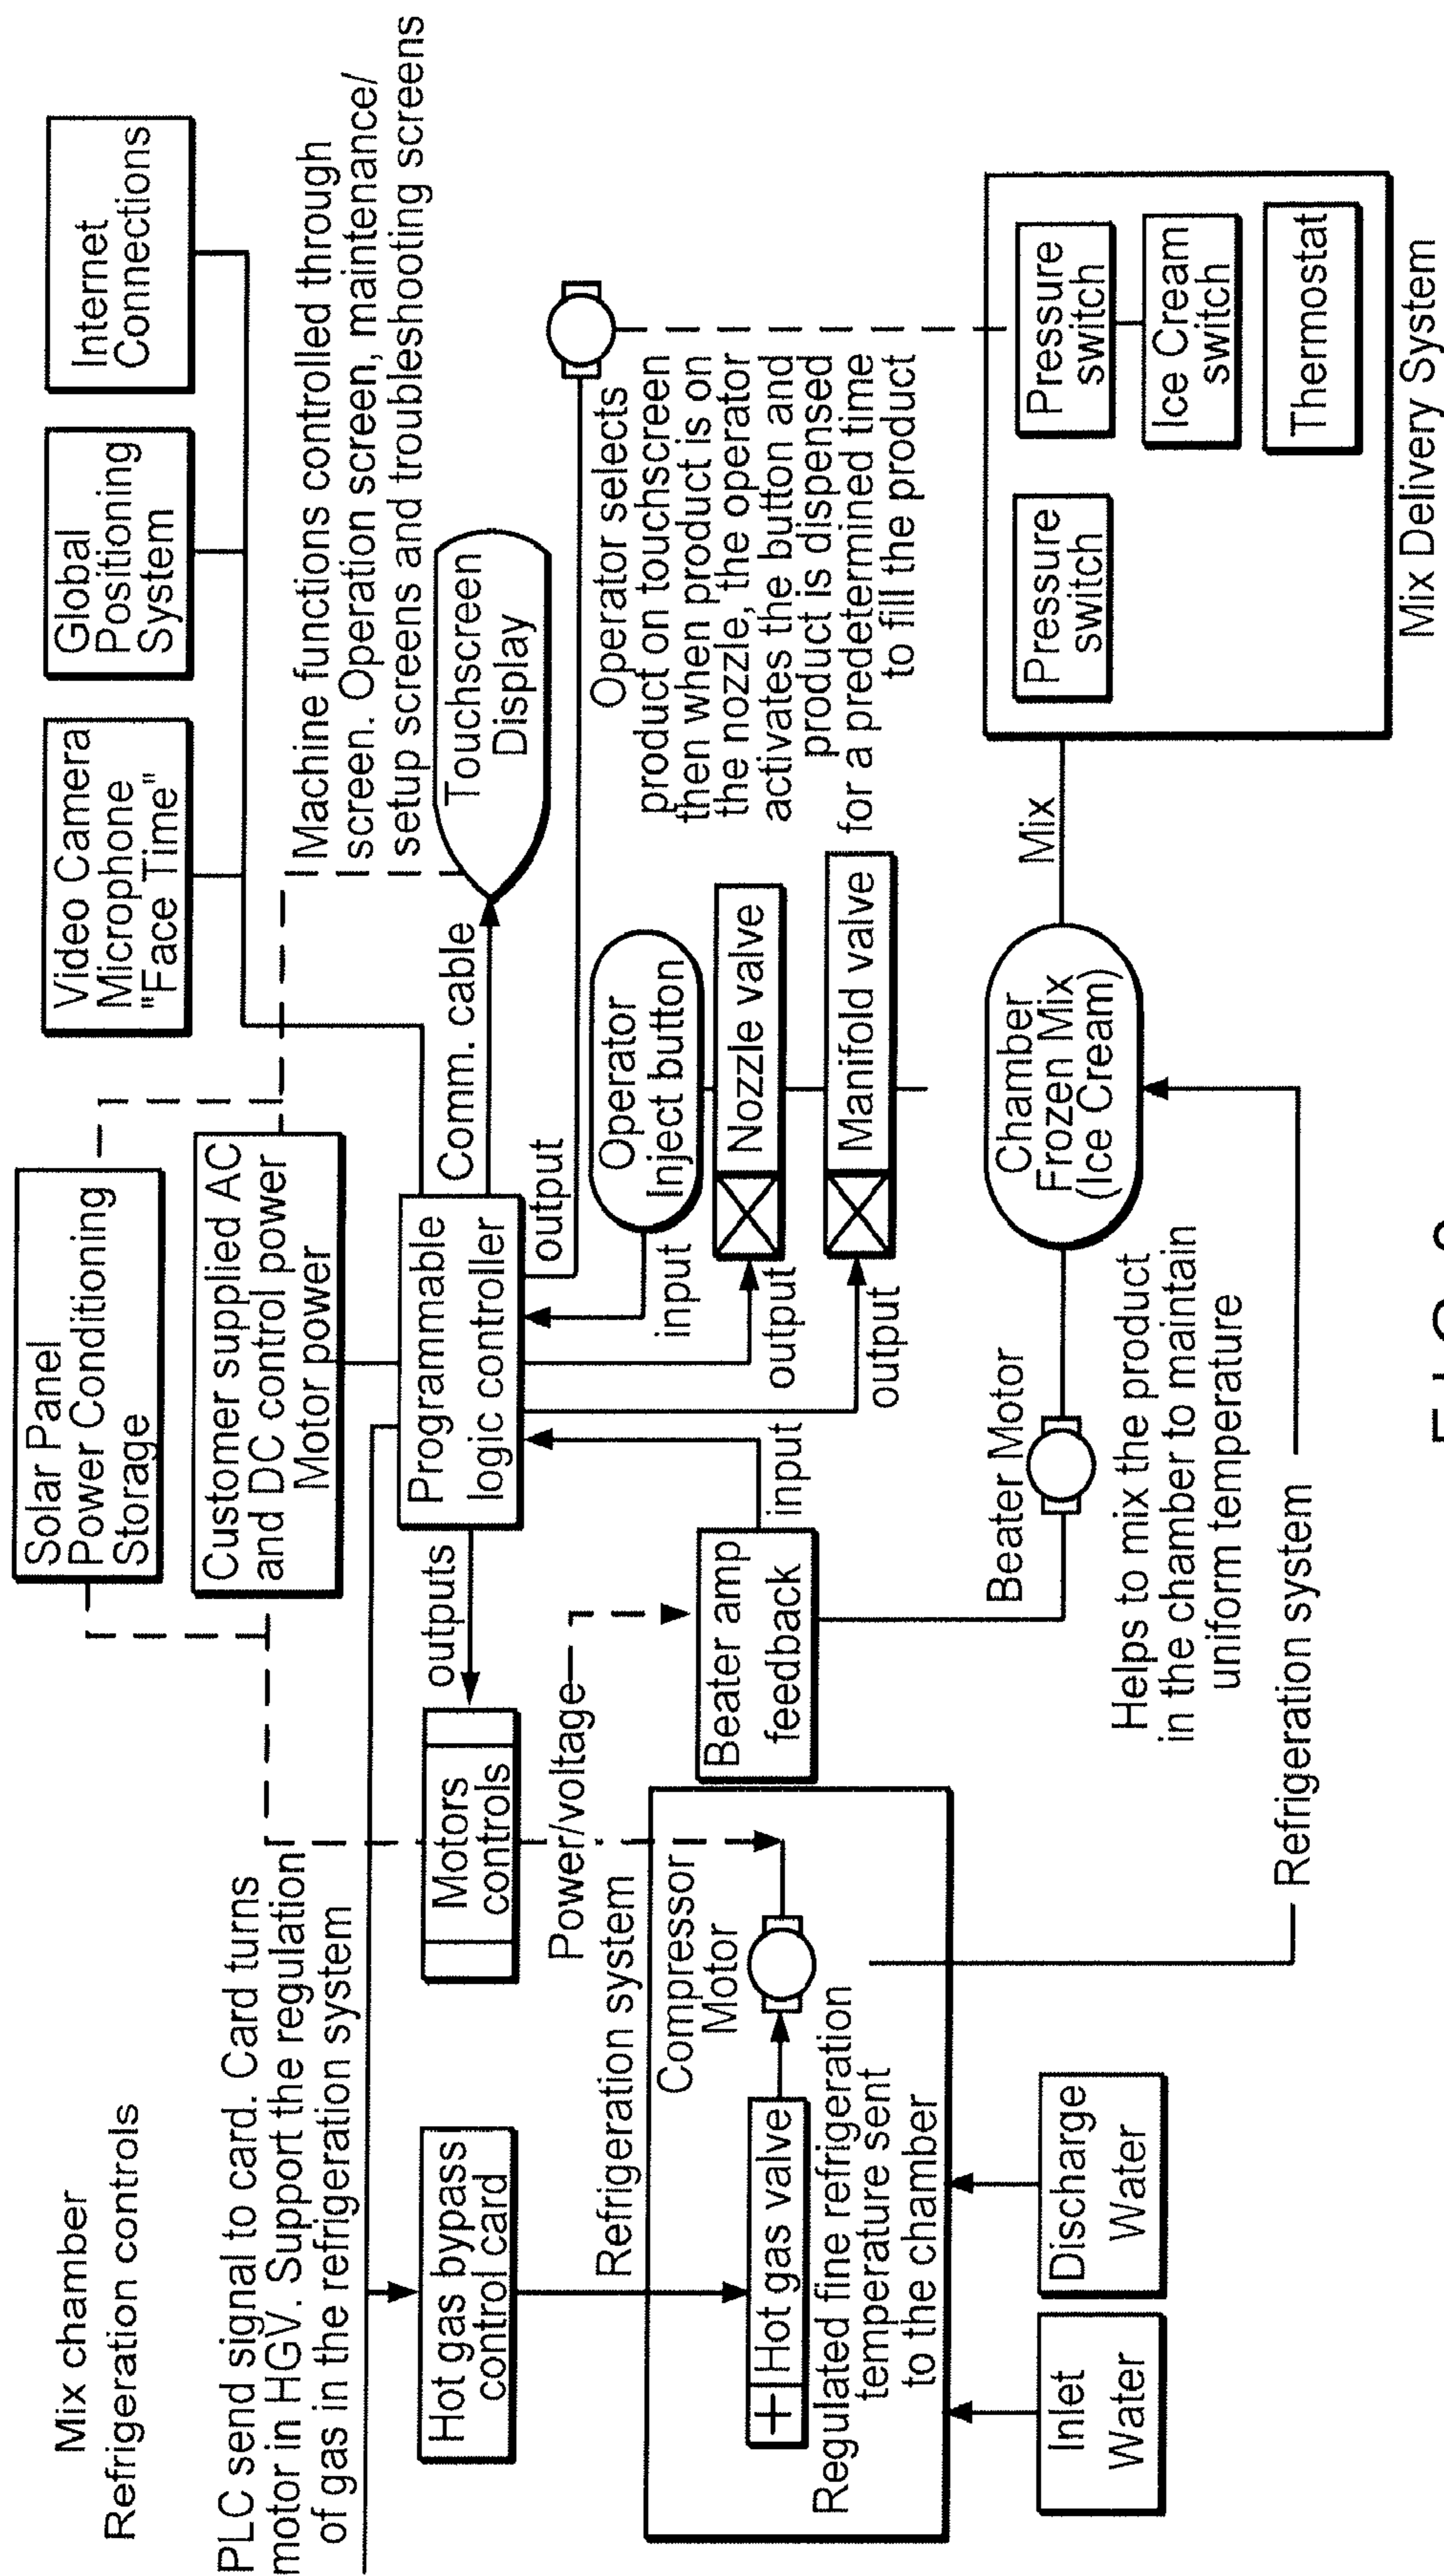 Mix chamber
Refrigeration controls
PLC send signal to card. Card turns
motor in HGV. Support the regulation
of gas in the refrigeration system
Solar Panel
Power Conditioning
Storage
Customer supplied AC
and DC control power
Motor power
Video Camera
Microphone
"Face Time"
Global
Positioning
System
Internet
Connections
Machine functions controlled through
screen. Operation screen, maintenance/
setup screens and troubleshooting screens
Hot gas bypass
control card
Motors
controls
outputs
Programmable
logic controller
Comm. cable
Touchscreen
Display
output
Power/voltage
Refrigeration system
Compressor
Motor
Hot gas valve
Regulated fine refrigeration
temperature sent
to the chamber
Beater amp
feedback
input
output
output
input
Operator
Inject button
Nozzle valve
Manifold valve
Operator selects
product on touchscreen
then when product is on
the nozzle, the operator
activates the button and
product is dispensed
for a predetermined time
to fill the product
Inlet
Water
Discharge
Water
Beater Motor
Helps to mix the product
in the chamber to maintain
uniform temperature
Refrigeration system
Chamber
Frozen Mix
(Ice Cream)
Mix
Pressure
switch
Pressure
switch
Ice Cream
switch
Thermostat
Mix Delivery System